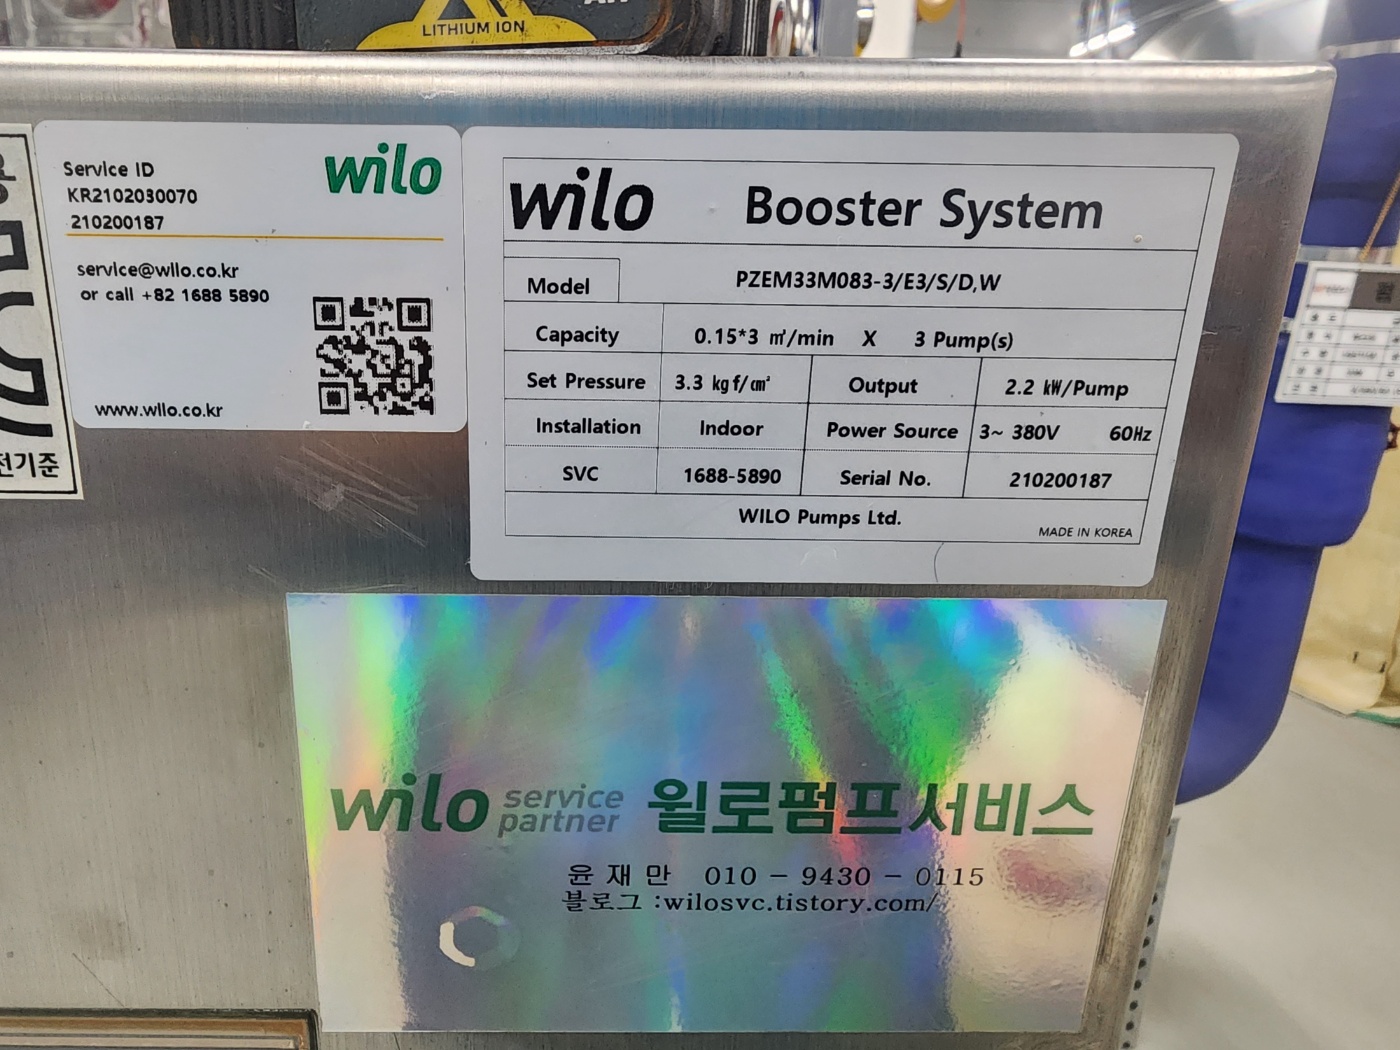 LITHIUM ION
Service ID
wilo
KR2102030070
210200187
service@wilo.co.kr
or call +82 1688 5890
www.wilo.co.kr
전기준
wilo Booster System
Model PZEM33M083-3/E3/S/D,W
Capacity 0.15*3 ㎥/min X 3 Pump(s)
Set Pressure 3.3 kgf/㎠ Output 2.2 kW/Pump
Installation Indoor Power Source 3~ 380V 60Hz
SVC 1688-5890 Serial No. 210200187
WILO Pumps Ltd.
MADE IN KOREA
wilo service partner 윌로펌프서비스
윤 재 만 010 - 9430 - 0115
블로그 :wilosvc.tistory.com/